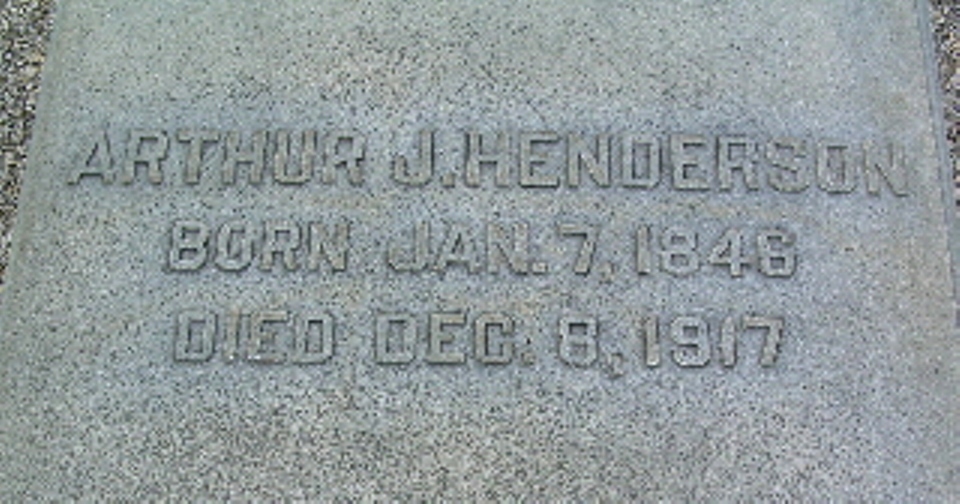 ARTHUR J. HENDERSON
BORN JAN. 7, 1846
DIED DEC. 8, 1917